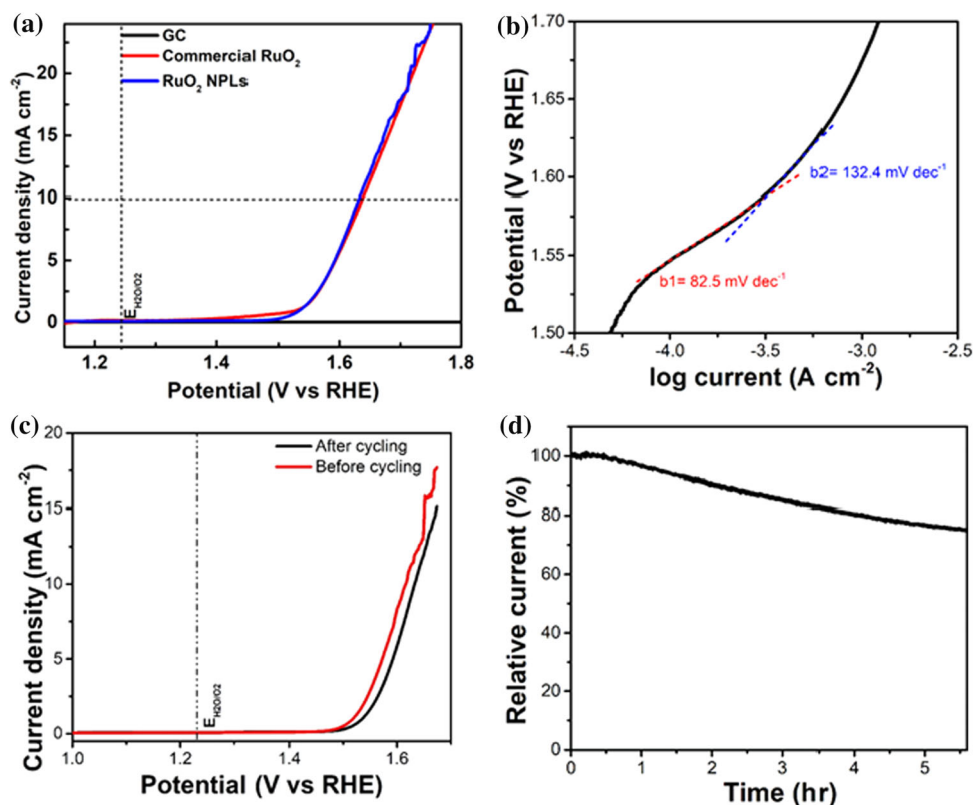 (a)
GC
Commercial RuO₂
RuO₂ NPLs
Current density (mA cm⁻²)
20
15
10
5
0
E_H2O/O2
1.2
1.4
1.6
1.8
Potential (V vs RHE)
(b)
Potential (V vs RHE)
1.70
1.65
1.60
1.55
1.50
b2= 132.4 mV dec⁻¹
b1= 82.5 mV dec⁻¹
-4.5
-4.0
-3.5
-3.0
-2.5
log current (A cm⁻²)
(c)
After cycling
Before cycling
Current density (mA cm⁻²)
20
15
10
5
0
E_H2O/O2
1.0
1.2
1.4
1.6
Potential (V vs RHE)
(d)
Relative current (%)
100
80
60
40
20
0
0
1
2
3
4
5
Time (hr)